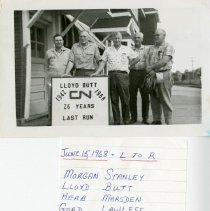 LLOYD BUTT
1942 CN 1968
26 YEARS
LAST RUN
JUNE 15, 1968 - L TO R
MORGAN STANLEY
LLOYD BUTT
HERB MARSDEN
GORD LAWLESS